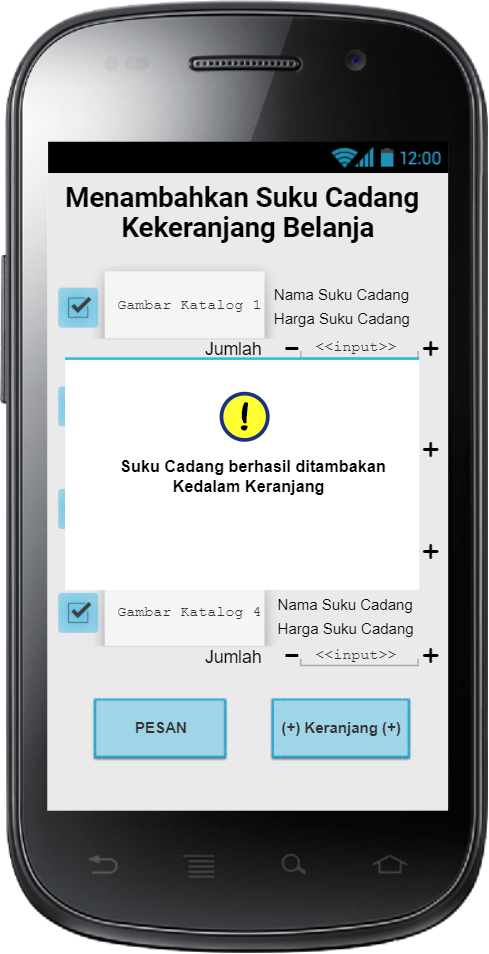 12:00
Menambahkan Suku Cadang
Kekeranjang Belanja
Gambar Katalog 1
Nama Suku Cadang
Harga Suku Cadang
Jumlah - <<input>> +
!
Suku Cadang berhasil ditambakan
Kedalam Keranjang
+
+
Gambar Katalog 4
Nama Suku Cadang
Harga Suku Cadang
Jumlah - <<input>> +
PESAN
(+) Keranjang (+)